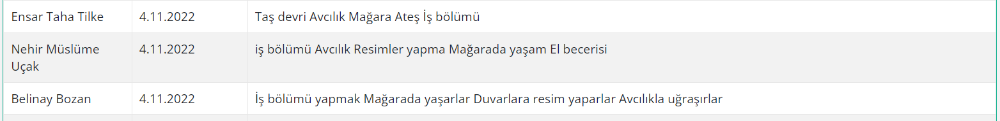 Ensar Taha Tilke 4.11.2022 Taş devri Avcılık Mağara Ateş İş bölümü
Nehir Müslüme 4.11.2022 iş bölümü Avcılık Resimler yapma Mağarada yaşam El becerisi
Uçak
Belinay Bozan 4.11.2022 İş bölümü yapmak Mağarada yaşarlar Duvarlara resim yaparlar Avcılıkla uğraşırlar